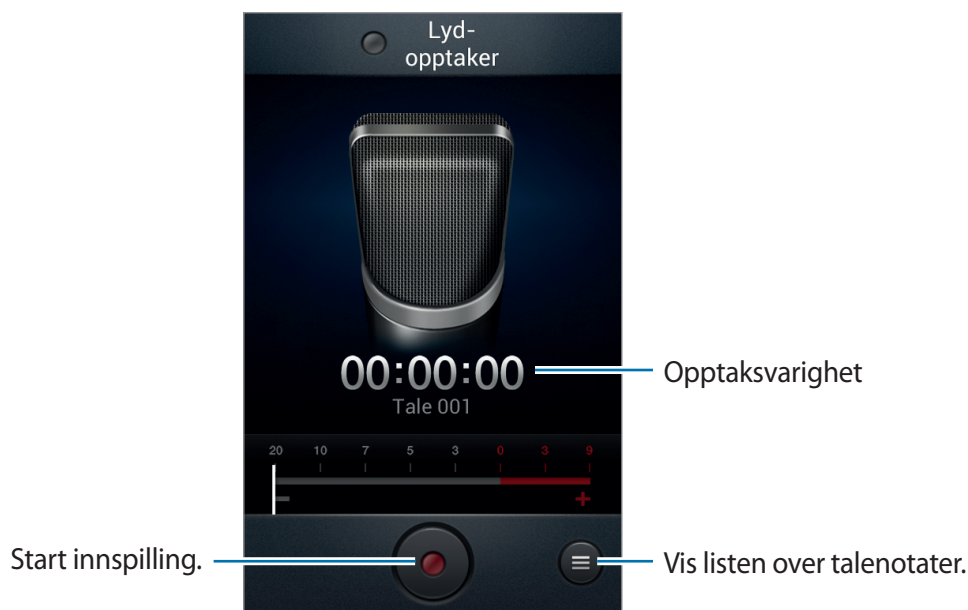 Lyd-
opptaker
00:00:00
Opptaksvarighet
Tale 001
20 10 7 5 3 0 3 9
- +
Start innspilling.
Vis listen over talenotater.